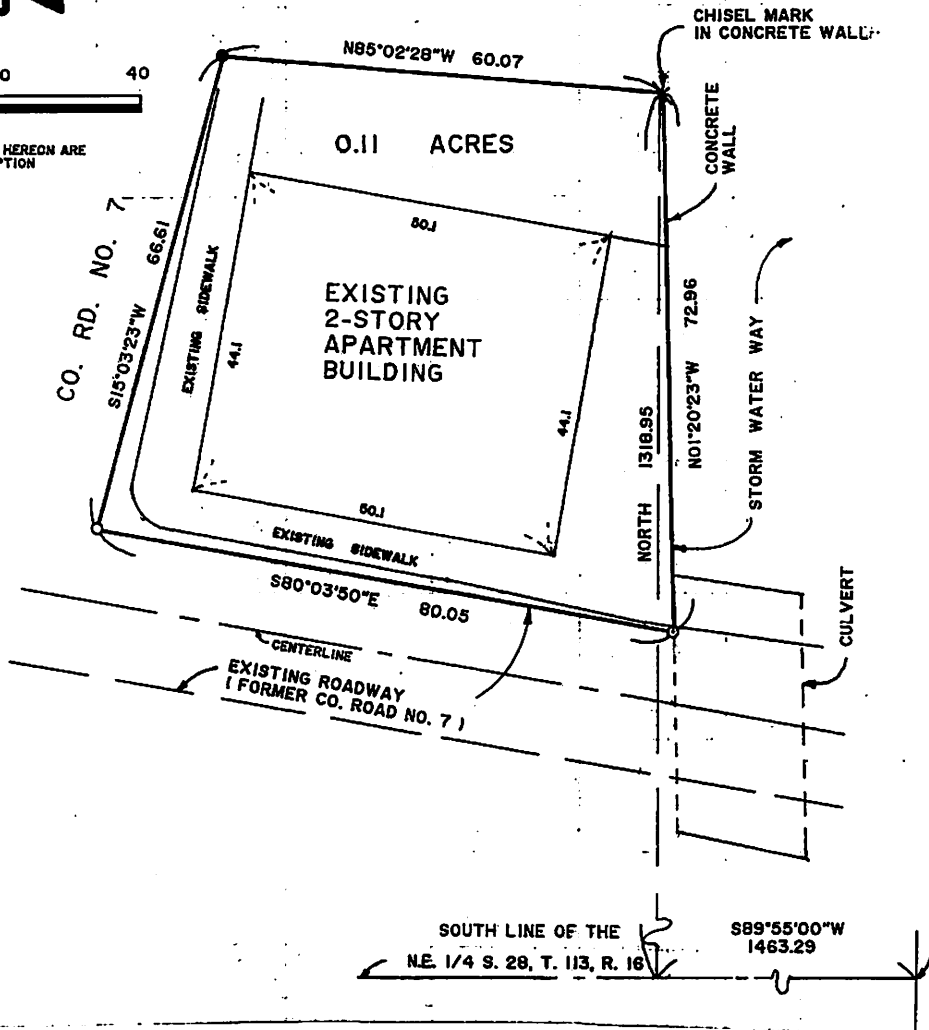 CHISEL MARK
IN CONCRETE WALL
N85°02'28"W 60.07
40
HEREON ARE
0.11 ACRES
CONCRETE
WALL
CO. RD. NO. 7
S15°03'23"W 66.61
EXISTING SIDEWALK
44.1
50.1
EXISTING
2-STORY
APARTMENT
BUILDING
44.1
50.1
NORTH 1318.95
N01°20'23"W 72.96
STORM WATER WAY
CULVERT
EXISTING SIDEWALK
S80°03'50"E 80.05
CENTERLINE
EXISTING ROADWAY
( FORMER CO. ROAD NO. 7 )
SOUTH LINE OF THE
N.E. 1/4 S. 28, T. 113, R. 16
S89°55'00"W
1463.29